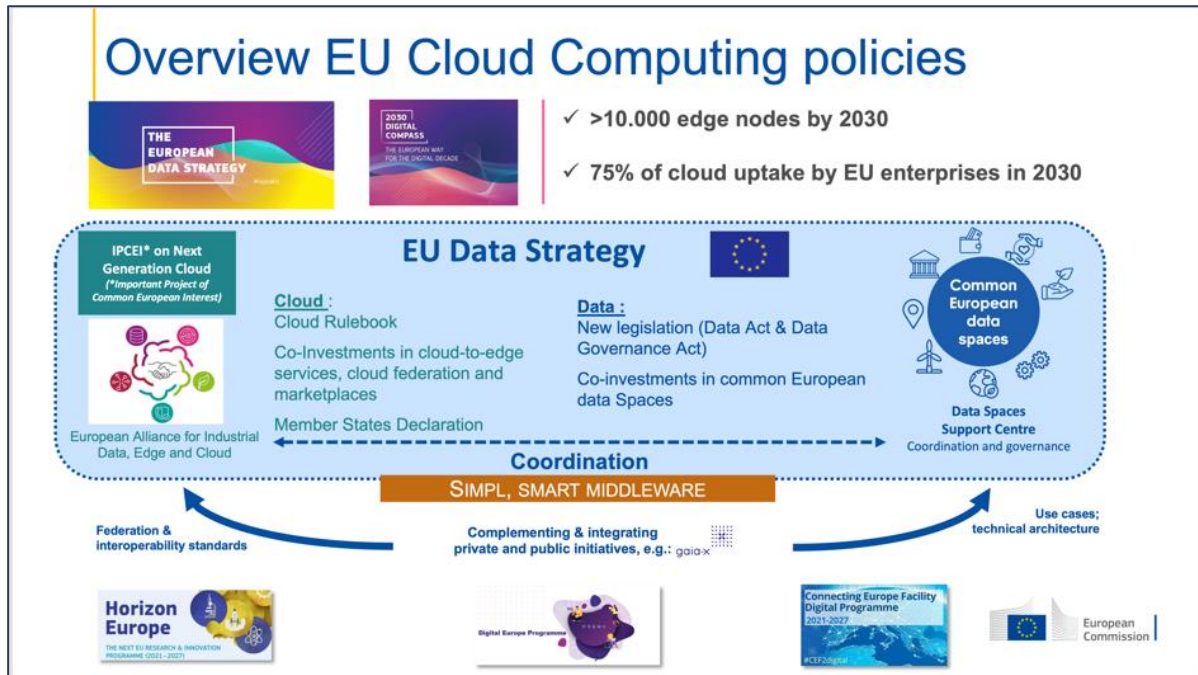 Overview EU Cloud Computing policies
THE
EUROPEAN
DATA STRATEGY
2030
DIGITAL
COMPASS
THE EUROPEAN WAY
FOR THE DIGITAL DECADE
✓ >10.000 edge nodes by 2030
✓ 75% of cloud uptake by EU enterprises in 2030
IPCEI* on Next
Generation Cloud
(*Important Project of
Common European Interest)
European Alliance for Industrial
Data, Edge and Cloud
EU Data Strategy
Cloud :
Cloud Rulebook
Co-Investments in cloud-to-edge
services, cloud federation and
marketplaces
Member States Declaration
Data :
New legislation (Data Act & Data
Governance Act)
Co-investments in common European
data Spaces
Common
European
data
spaces
Data Spaces
Support Centre
Coordination and governance
Coordination
SIMPL, SMART MIDDLEWARE
Federation &
interoperability standards
Complementing & integrating
private and public initiatives, e.g.: gaia-x
Use cases;
technical architecture
Horizon
Europe
THE NEXT EU RESEARCH & INNOVATION
PROGRAMME (2021 – 2027)
Digital Europe Programme
Connecting Europe Facility
Digital Programme
2021-2027
#CEF2digital
European
Commission